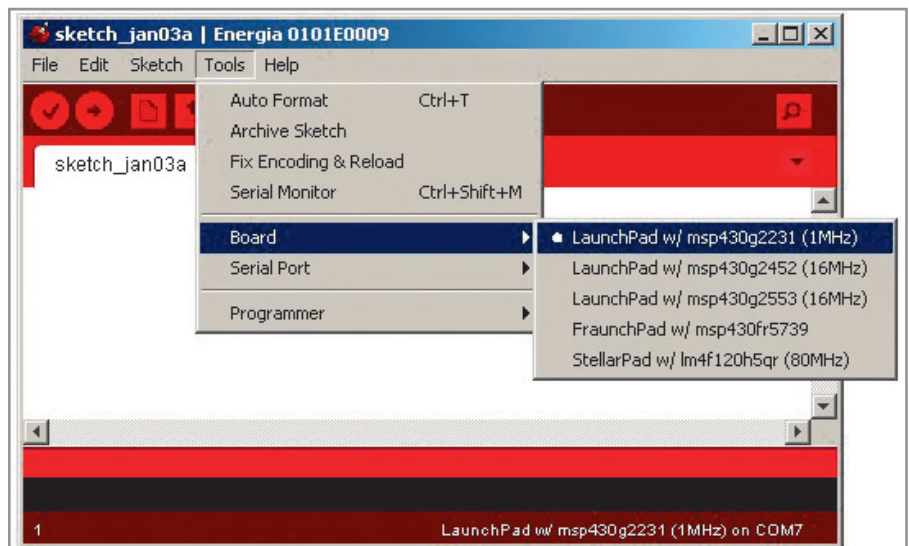 sketch_jan03a | Energia 0101E0009
File Edit Sketch Tools Help
Auto Format Ctrl+T
Archive Sketch
sketch_jan03a
Fix Encoding & Reload
Serial Monitor Ctrl+Shift+M
Board
LaunchPad w/ msp430g2231 (1MHz)
Serial Port
LaunchPad w/ msp430g2452 (16MHz)
LaunchPad w/ msp430g2553 (16MHz)
Programmer
FraunchPad w/ msp430fr5739
StellarPad w/ lm4f120h5qr (80MHz)
1 LaunchPad w/ msp430g2231 (1MHz) on COM7